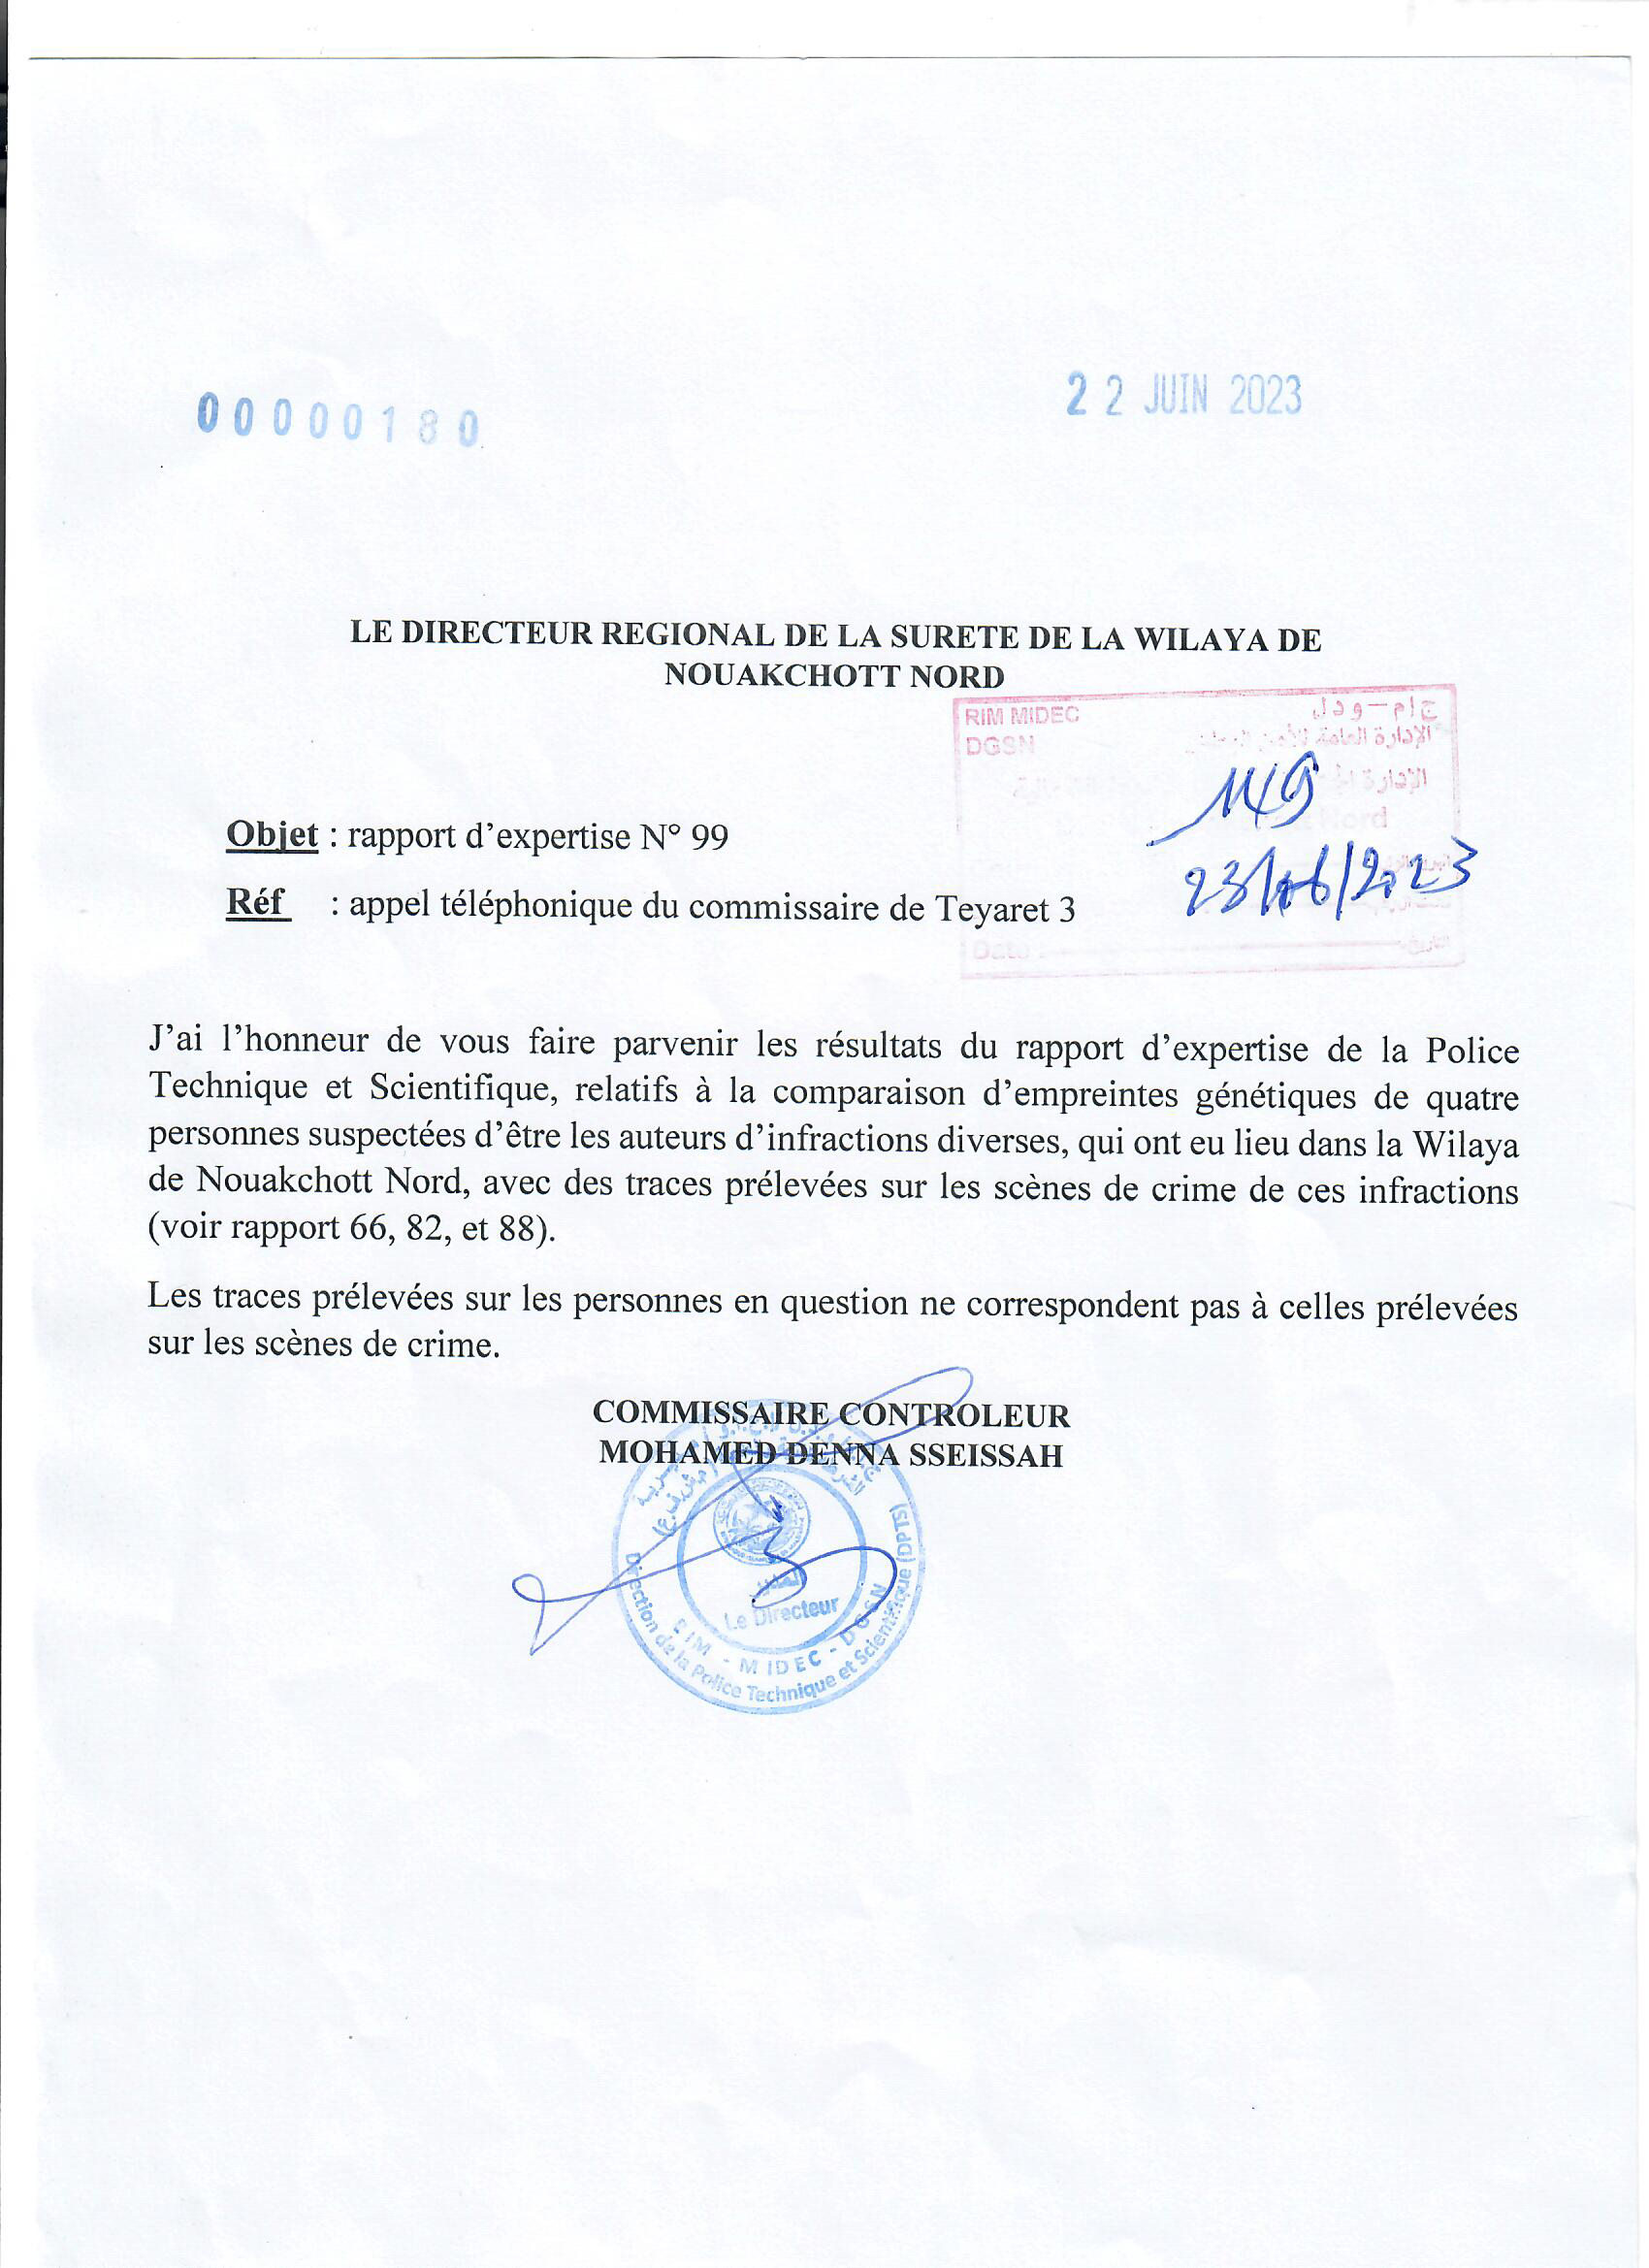 00000180
22 JUIN 2023
LE DIRECTEUR REGIONAL DE LA SURETE DE LA WILAYA DE
NOUAKCHOTT NORD
RIM MIDEC
ج ا م – و د ل
DGSN
الإدارة العامة للأمن الوطني
الإدارة
Nord
149
23/06/2023
Date :
التاريخ
Objet : rapport d’expertise N° 99
Réf : appel téléphonique du commissaire de Teyaret 3
J’ai l’honneur de vous faire parvenir les résultats du rapport d’expertise de la Police
Technique et Scientifique, relatifs à la comparaison d’empreintes génétiques de quatre
personnes suspectées d’être les auteurs d’infractions diverses, qui ont eu lieu dans la Wilaya
de Nouakchott Nord, avec des traces prélevées sur les scènes de crime de ces infractions
(voir rapport 66, 82, et 88).
Les traces prélevées sur les personnes en question ne correspondent pas à celles prélevées
sur les scènes de crime.
COMMISSAIRE CONTROLEUR
MOHAMED DENNA SSEISSAH
Le Directeur
RIM - MIDEC - DGSN
Direction de la Police Technique et Scientifique (DPTS)